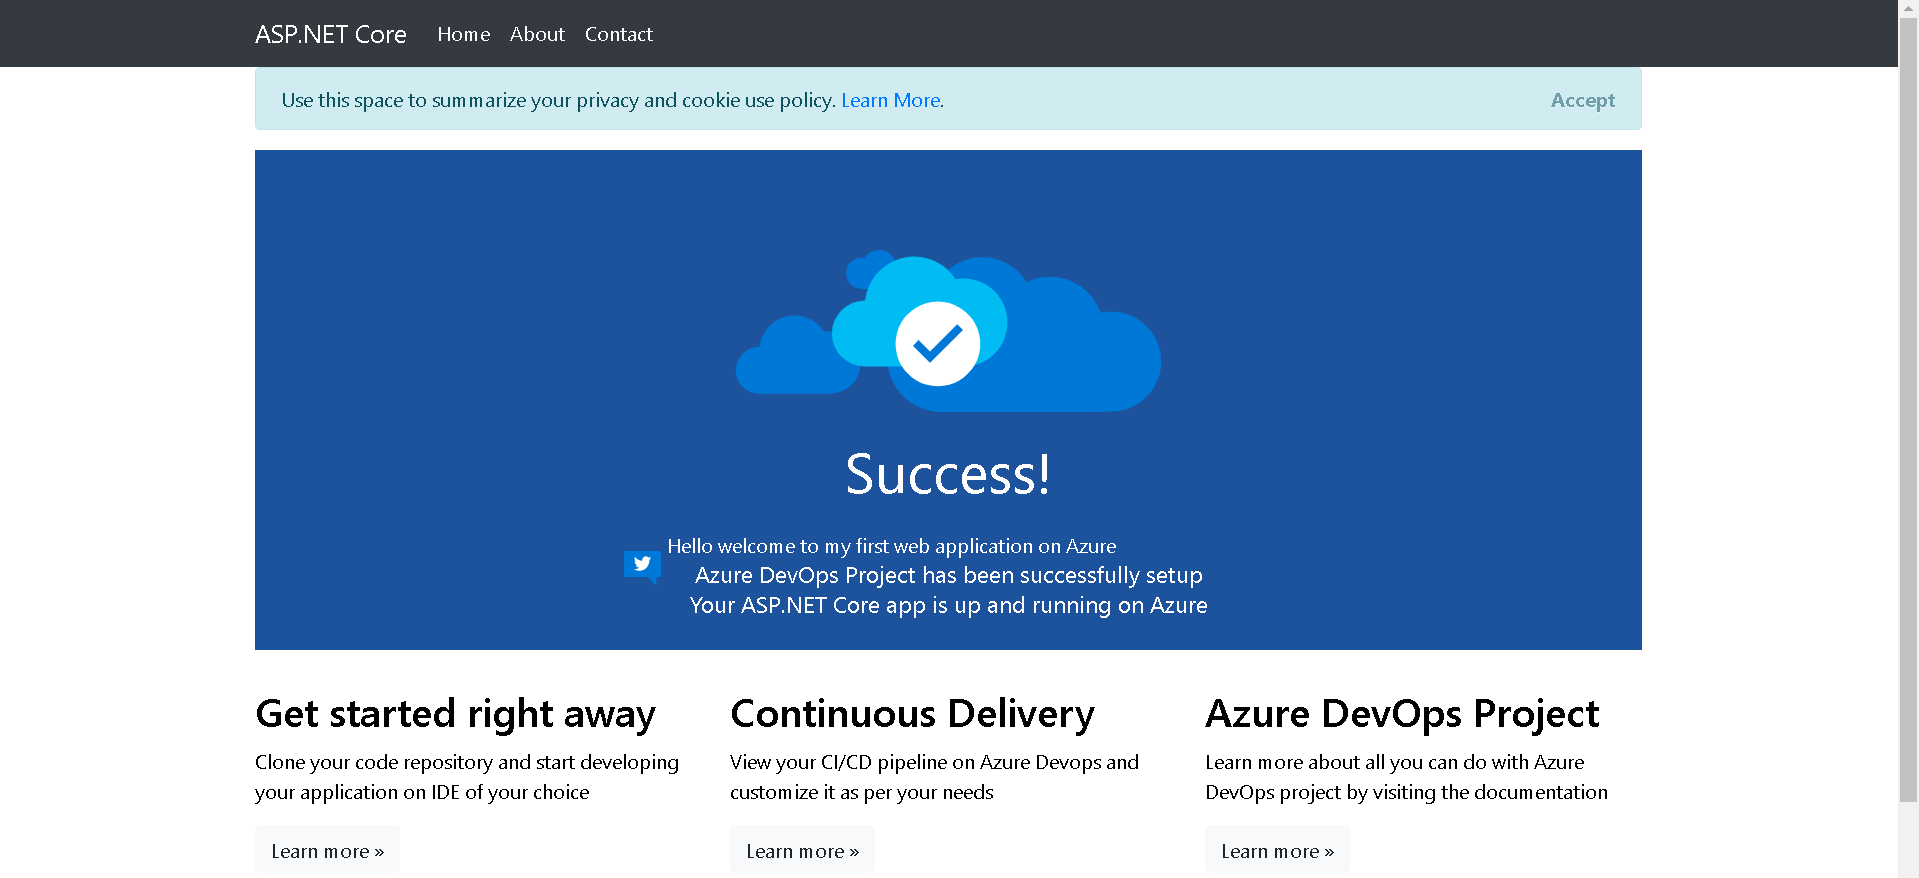 ASP.NET Core Home About Contact
Use this space to summarize your privacy and cookie use policy. Learn More. Accept
Success!
Hello welcome to my first web application on Azure
Azure DevOps Project has been successfully setup
Your ASP.NET Core app is up and running on Azure
Get started right away
Clone your code repository and start developing
your application on IDE of your choice
Learn more »
Continuous Delivery
View your CI/CD pipeline on Azure Devops and
customize it as per your needs
Learn more »
Azure DevOps Project
Learn more about all you can do with Azure
DevOps project by visiting the documentation
Learn more »